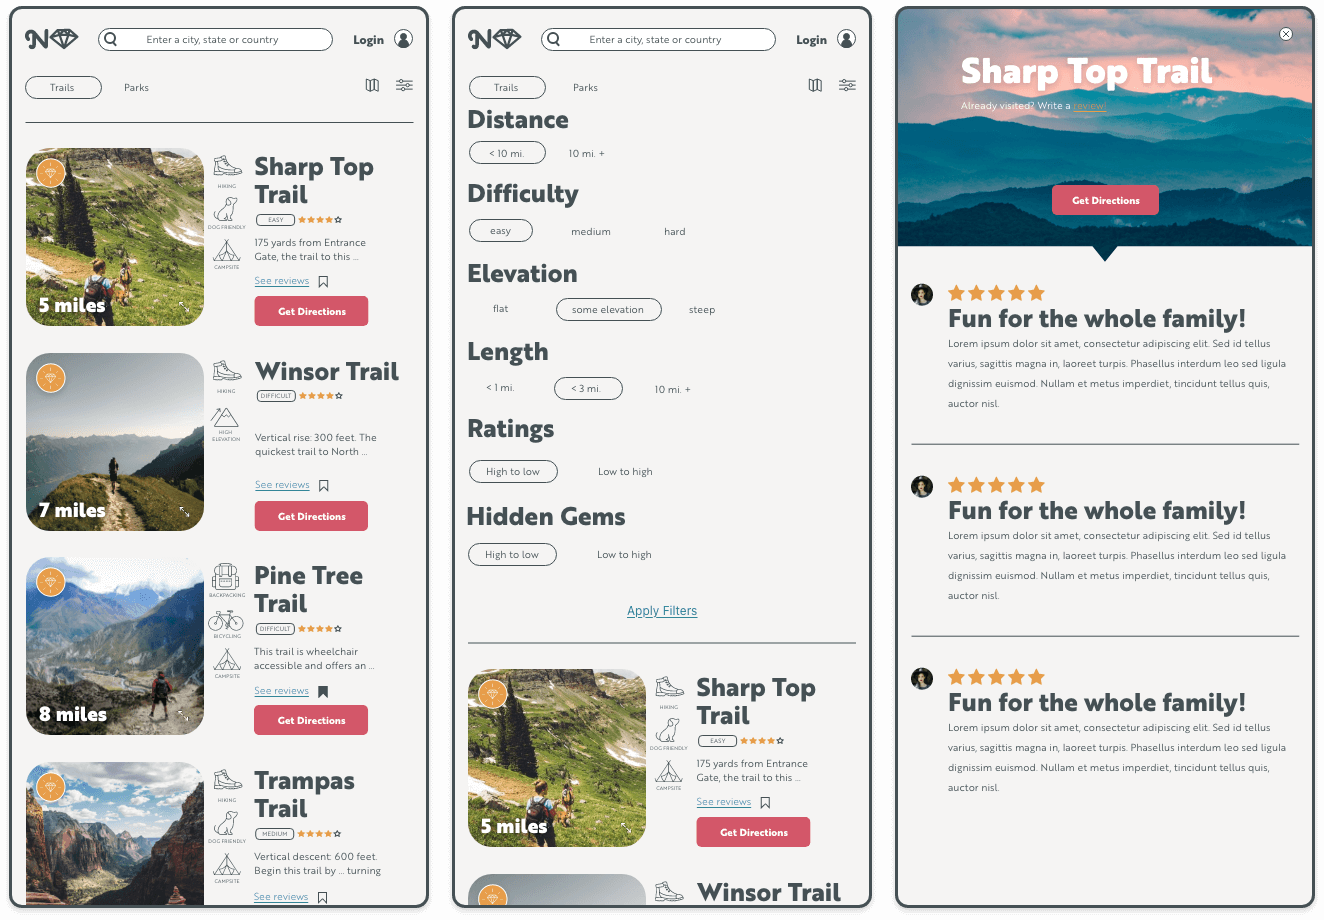 N
Enter a city, state or country
Login
Trails
Parks
HIKING
DOG FRIENDLY
CAMPSITE
5 miles
Sharp Top
Trail
EASY
175 yards from Entrance
Gate, the trail to this ...
See reviews
Get Directions
HIKING
HIGH
ELEVATION
7 miles
Winsor Trail
DIFFICULT
Vertical rise: 300 feet. The
quickest trail to North ...
See reviews
Get Directions
BACKPACKING
BICYCLING
CAMPSITE
8 miles
Pine Tree
Trail
DIFFICULT
This trail is wheelchair
accessible and offers an ...
See reviews
Get Directions
HIKING
DOG FRIENDLY
CAMPSITE
Trampas
Trail
MEDIUM
Vertical descent: 600 feet.
Begin this trail by ... turning
See reviews
N
Enter a city, state or country
Login
Trails
Parks
Distance
< 10 mi.
10 mi. +
Difficulty
easy
medium
hard
Elevation
flat
some elevation
steep
Length
< 1 mi.
< 3 mi.
10 mi. +
Ratings
High to low
Low to high
Hidden Gems
High to low
Low to high
Apply Filters
HIKING
DOG FRIENDLY
CAMPSITE
5 miles
Sharp Top
Trail
EASY
175 yards from Entrance
Gate, the trail to this ...
See reviews
Get Directions
Winsor Trail
HIKING
Sharp Top Trail
Already visited? Write a review!
Get Directions
Fun for the whole family!
Lorem ipsum dolor sit amet, consectetur adipiscing elit. Sed id tellus
varius, sagittis magna in, laoreet turpis. Phasellus interdum leo sed ligula
dignissim euismod. Nullam et metus imperdiet, tincidunt tellus quis,
auctor nisl.
Fun for the whole family!
Lorem ipsum dolor sit amet, consectetur adipiscing elit. Sed id tellus
varius, sagittis magna in, laoreet turpis. Phasellus interdum leo sed ligula
dignissim euismod. Nullam et metus imperdiet, tincidunt tellus quis,
auctor nisl.
Fun for the whole family!
Lorem ipsum dolor sit amet, consectetur adipiscing elit. Sed id tellus
varius, sagittis magna in, laoreet turpis. Phasellus interdum leo sed ligula
dignissim euismod. Nullam et metus imperdiet, tincidunt tellus quis,
auctor nisl.